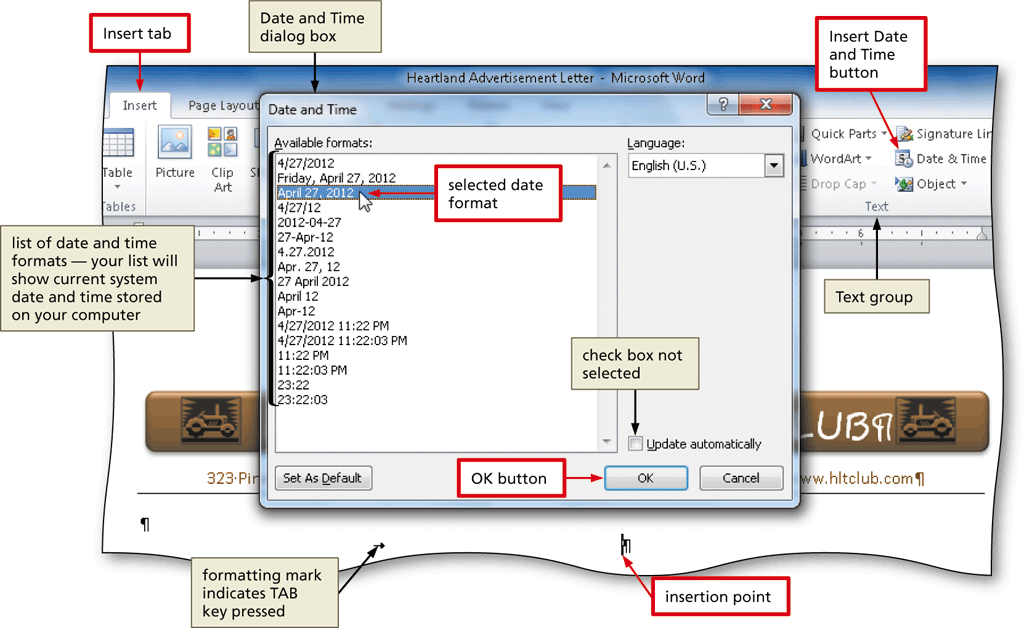 Insert tab
Date and Time
dialog box
Insert Date
and Time
button
Heartland Advertisement Letter - Microsoft Word
Insert
Page Layout
Date and Time
?
Available formats:
Language:
English (U.S.)
4/27/2012
Friday, April 27, 2012
April 27, 2012
4/27/12
2012-04-27
27-Apr-12
4.27.2012
Apr. 27, 12
27 April 2012
April 12
Apr-12
4/27/2012 11:22 PM
4/27/2012 11:22:03 PM
11:22 PM
11:22:03 PM
23:22
23:22:03
selected date
format
Table
Picture
Clip
Art
Tables
Quick Parts
Signature Lin
WordArt
Date & Time
Drop Cap
Object
Text
6
list of date and time
formats — your list will
show current system
date and time stored
on your computer
Text group
check box not
selected
Update automatically
LUB¶
Set As Default
OK button
OK
Cancel
323·Pin
ww.hltclub.com¶
¶
→
¶
formatting mark
indicates TAB
key pressed
insertion point